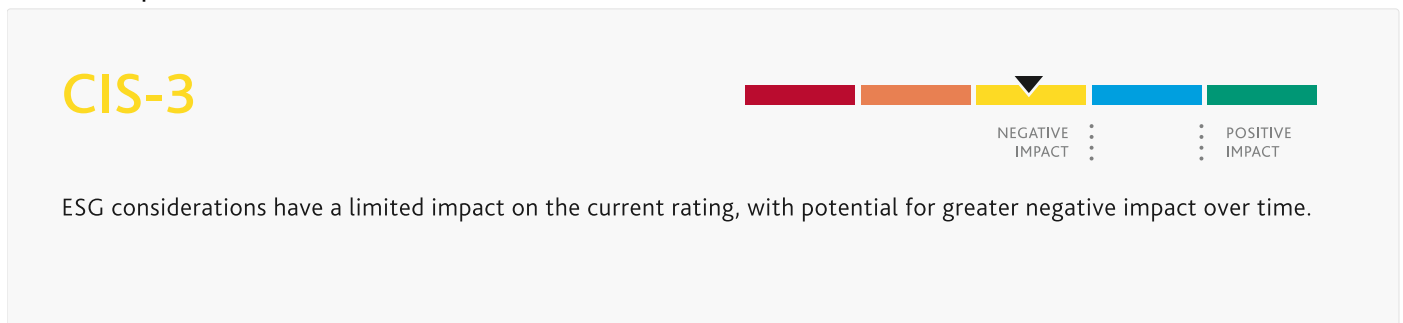 CIS-3
NEGATIVE
IMPACT
POSITIVE
IMPACT
ESG considerations have a limited impact on the current rating, with potential for greater negative impact over time.